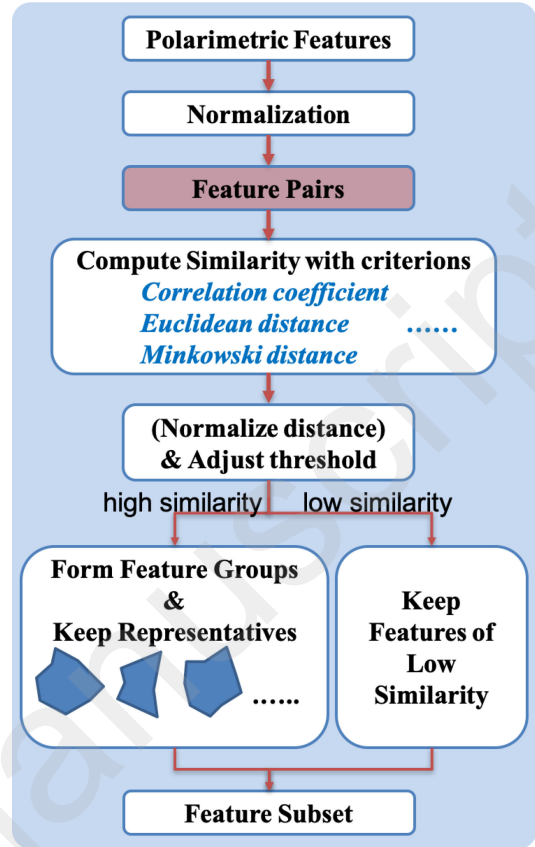 Polarimetric Features
Normalization
Feature Pairs
Compute Similarity with criterions
Correlation coefficient
Euclidean distance ......
Minkowski distance
(Normalize distance)
& Adjust threshold
high similarity low similarity
Form Feature Groups
&
Keep Representatives
......
Keep
Features of
Low
Similarity
Feature Subset